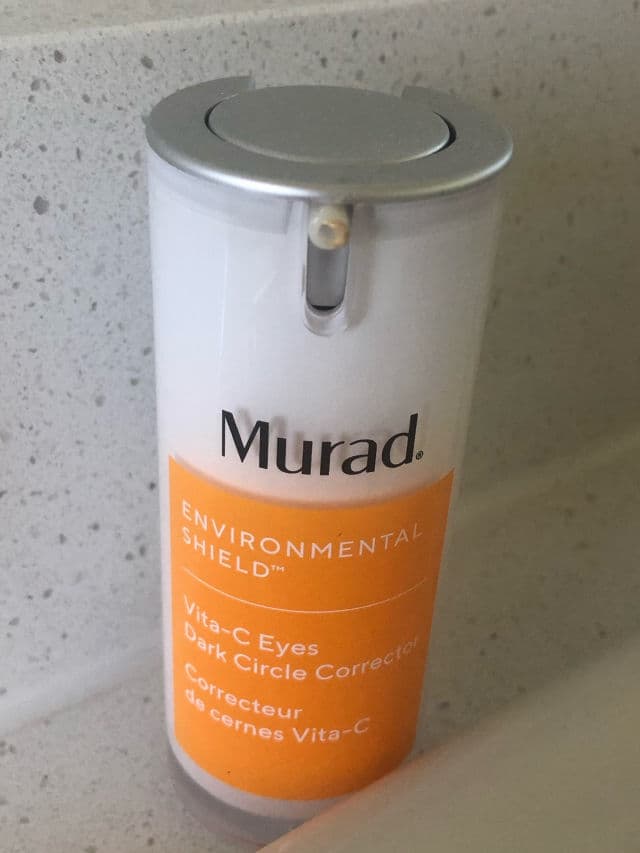 Murad.
ENVIRONMENTAL
SHIELD™
Vita-C Eyes
Dark Circle Corrector
Correcteur
de cernes Vita-C